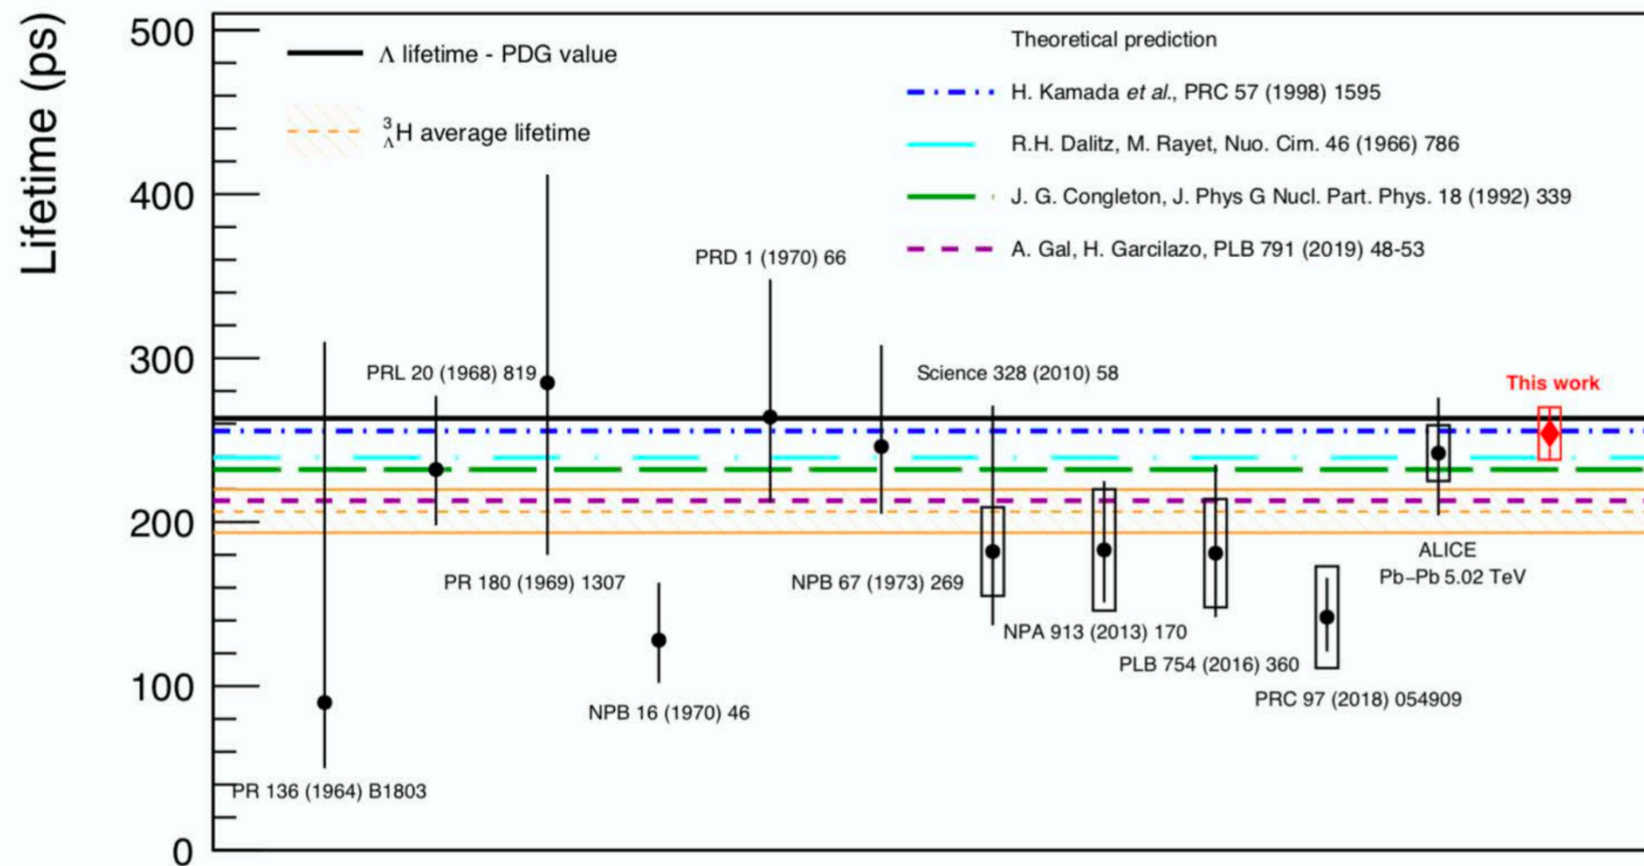 Lifetime (ps)
500
400
300
200
100
0
Λ lifetime - PDG value
³ΛH average lifetime
Theoretical prediction
H. Kamada et al., PRC 57 (1998) 1595
R.H. Dalitz, M. Rayet, Nuo. Cim. 46 (1966) 786
J. G. Congleton, J. Phys G Nucl. Part. Phys. 18 (1992) 339
A. Gal, H. Garcilazo, PLB 791 (2019) 48-53
PRD 1 (1970) 66
PRL 20 (1968) 819
Science 328 (2010) 58
This work
PR 180 (1969) 1307
NPB 67 (1973) 269
ALICE
Pb−Pb 5.02 TeV
NPA 913 (2013) 170
PLB 754 (2016) 360
PRC 97 (2018) 054909
NPB 16 (1970) 46
PR 136 (1964) B1803